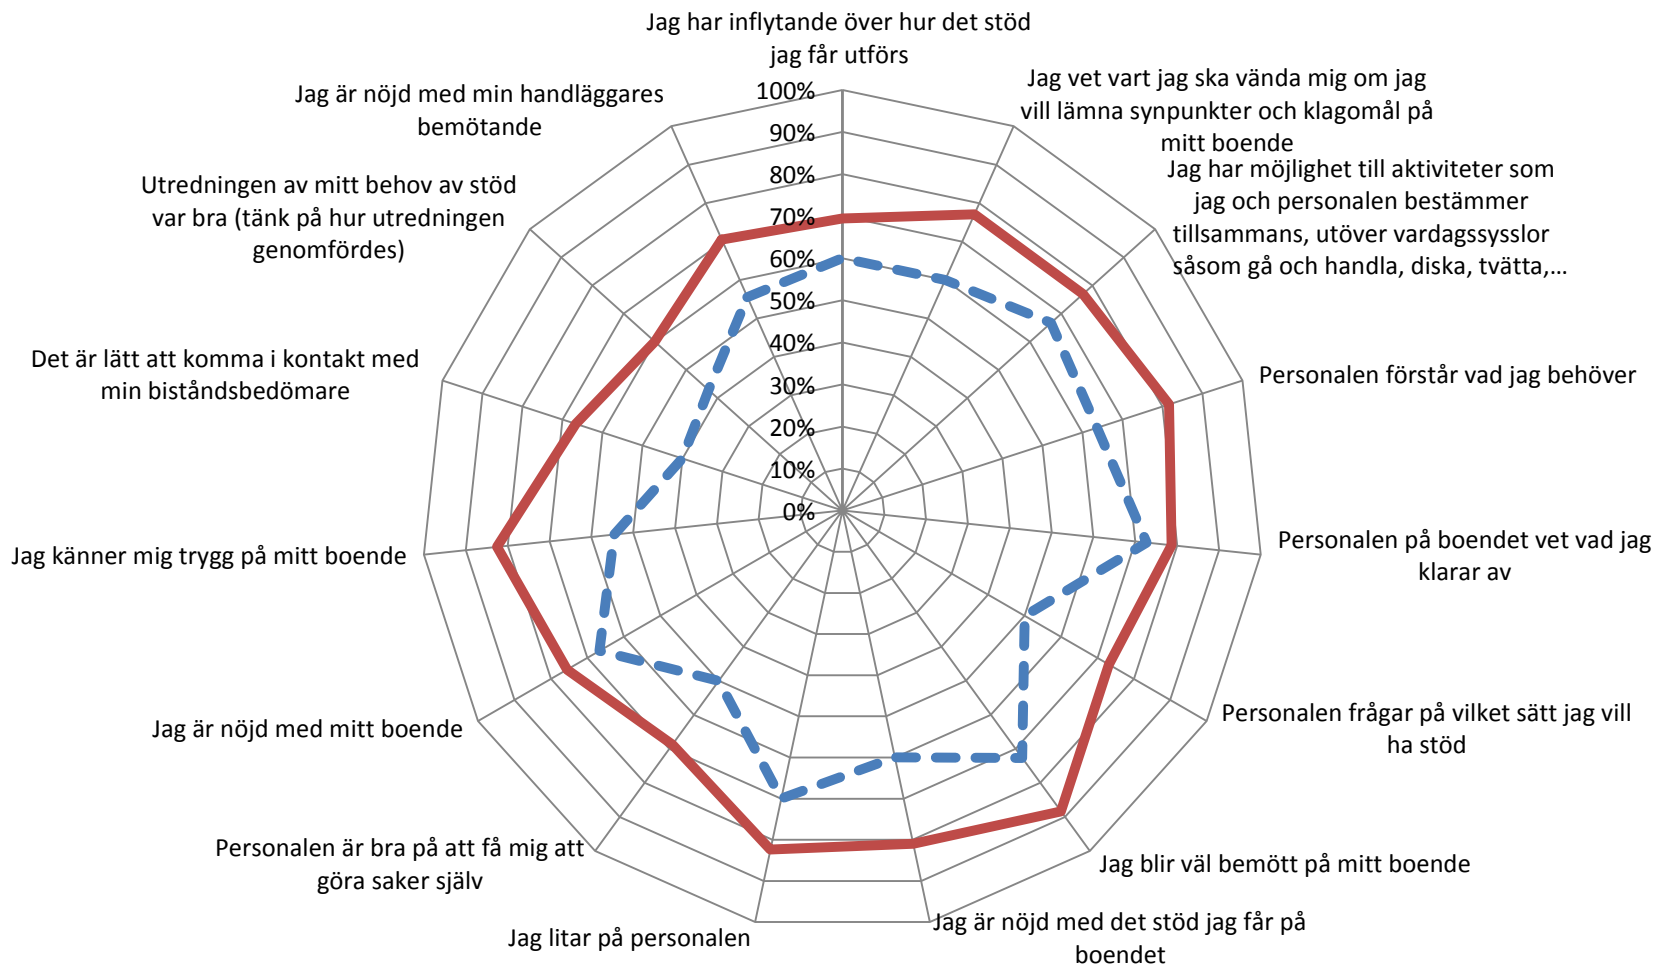 Jag har inflytande över hur det stöd
jag får utförs
Jag vet vart jag ska vända mig om jag
vill lämna synpunkter och klagomål på
mitt boende
Jag har möjlighet till aktiviteter som
jag och personalen bestämmer
tillsammans, utöver vardagssysslor
såsom gå och handla, diska, tvätta,...
Personalen förstår vad jag behöver
Personalen på boendet vet vad jag
klarar av
Personalen frågar på vilket sätt jag vill
ha stöd
Jag blir väl bemött på mitt boende
Jag är nöjd med det stöd jag får på
boendet
Jag litar på personalen
Personalen är bra på att få mig att
göra saker själv
Jag är nöjd med mitt boende
Jag känner mig trygg på mitt boende
Det är lätt att komma i kontakt med
min biståndsbedömare
Utredningen av mitt behov av stöd
var bra (tänk på hur utredningen
genomfördes)
Jag är nöjd med min handläggares
bemötande
100%
90%
80%
70%
60%
50%
40%
30%
20%
10%
0%